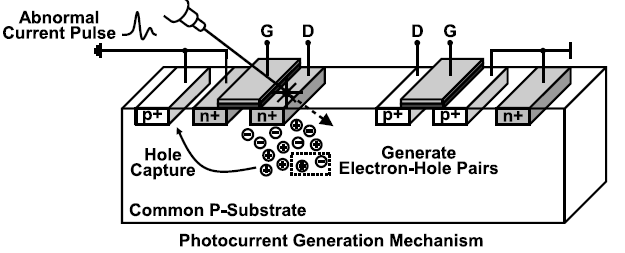 Abnormal
Current Pulse
G D D G
p+ n+ n+ p+ p+ n+
Hole
Capture
Generate
Electron-Hole Pairs
Common P-Substrate
Photocurrent Generation Mechanism